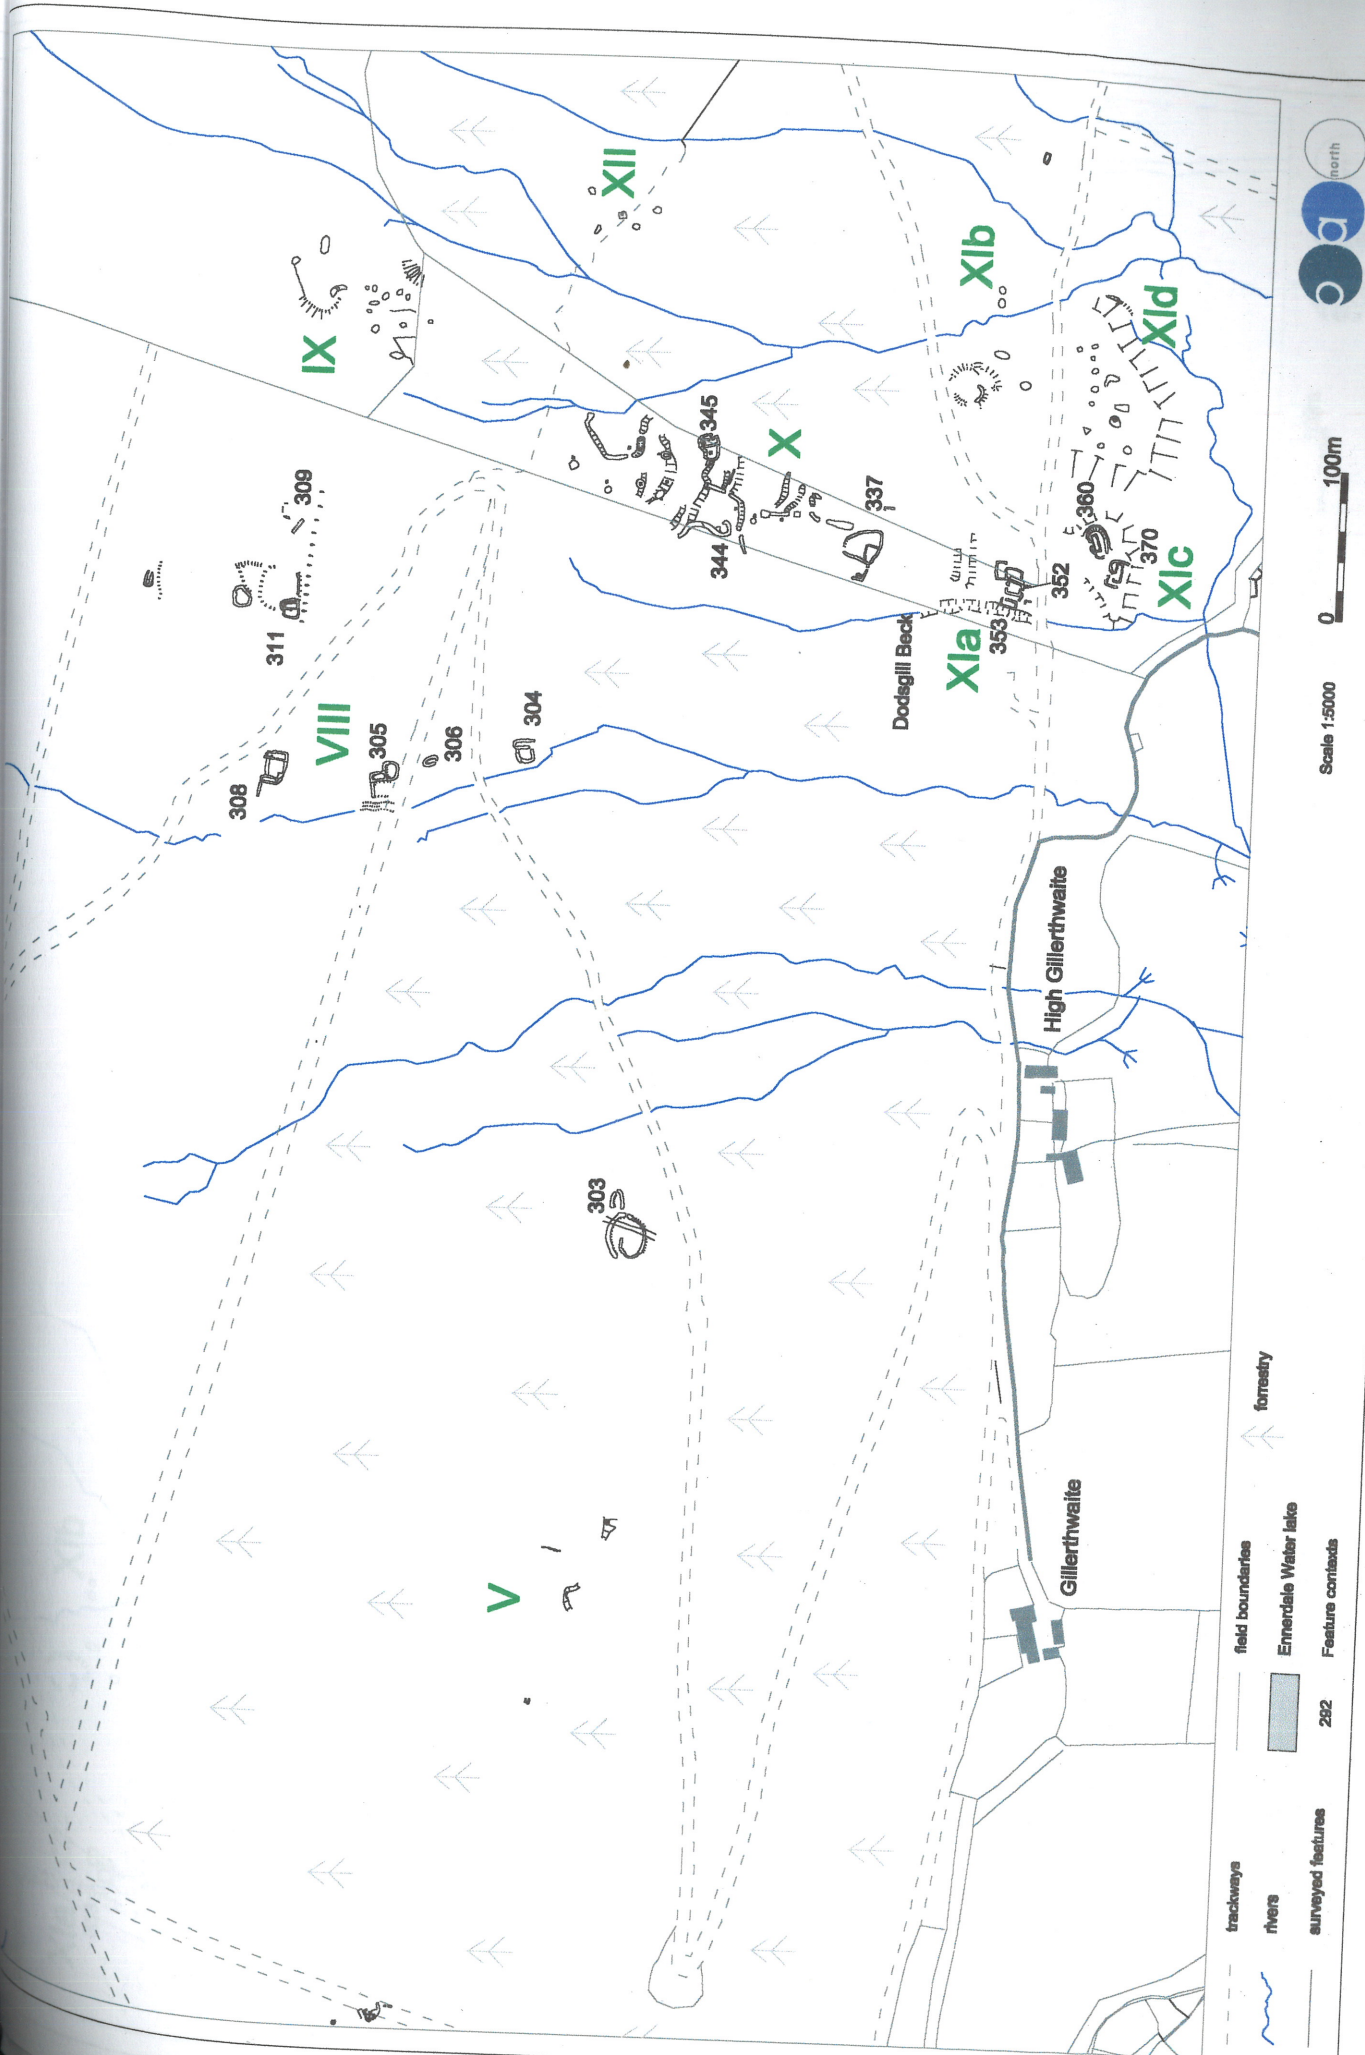 IX
XII
VIII
311
309
308
305
306
304
345
344
X
337
XIb
Dodsgill Beck
XIa
353
352
360
370
XIc
XId
303
V
High Gillerthwaite
Gillerthwaite
trackways
rivers
surveyed features
field boundaries
Ennerdale Water lake
292 Feature contexts
forrestry
Scale 1:5000
0 100m
oa
north